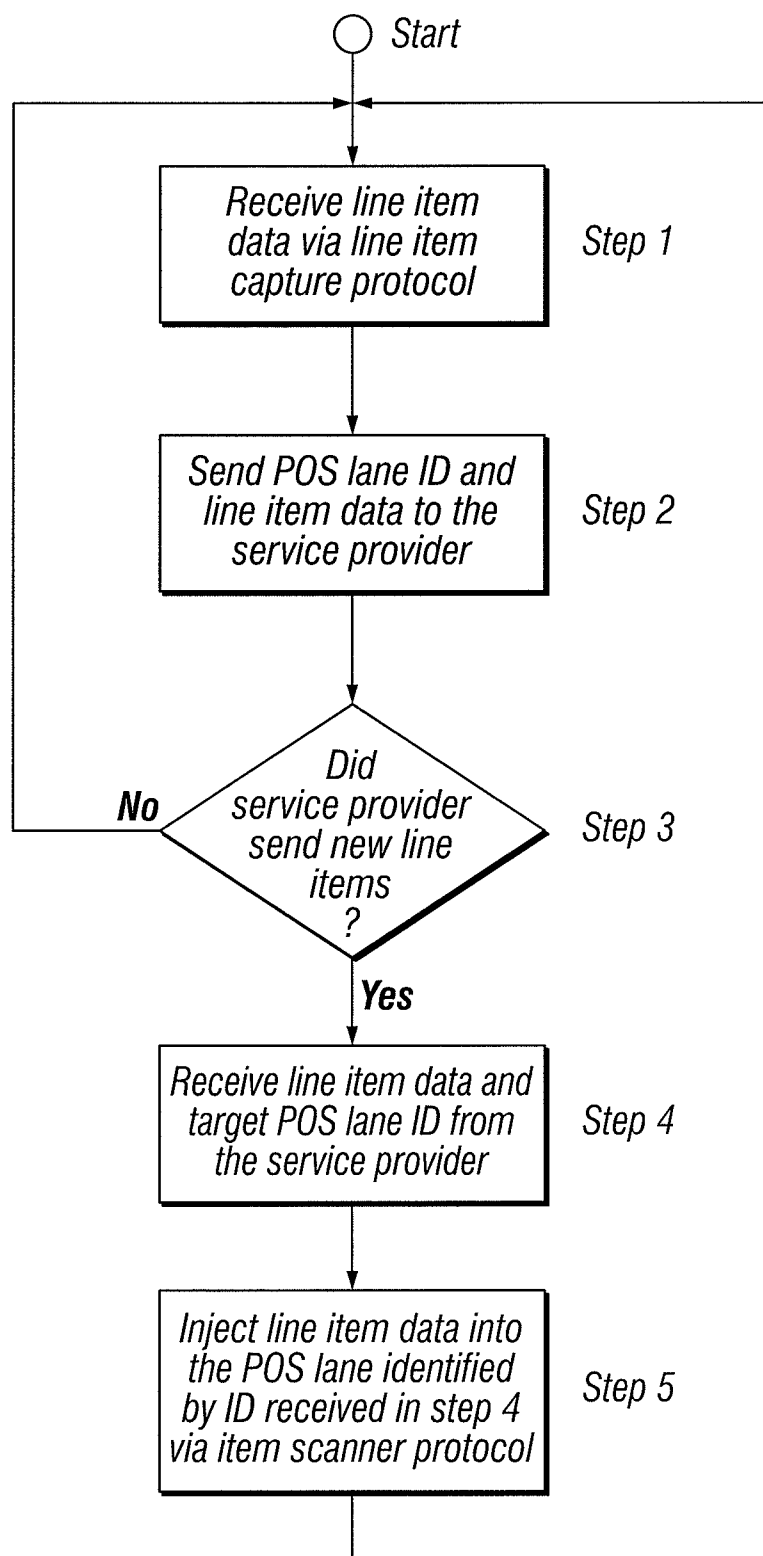 Start
Receive line item
data via line item
capture protocol
Step 1
Send POS lane ID and
line item data to the
service provider
Step 2
Did
service provider
send new line
items
?
Step 3
No
Yes
Receive line item data and
target POS lane ID from
the service provider
Step 4
Inject line item data into
the POS lane identified
by ID received in step 4
via item scanner protocol
Step 5